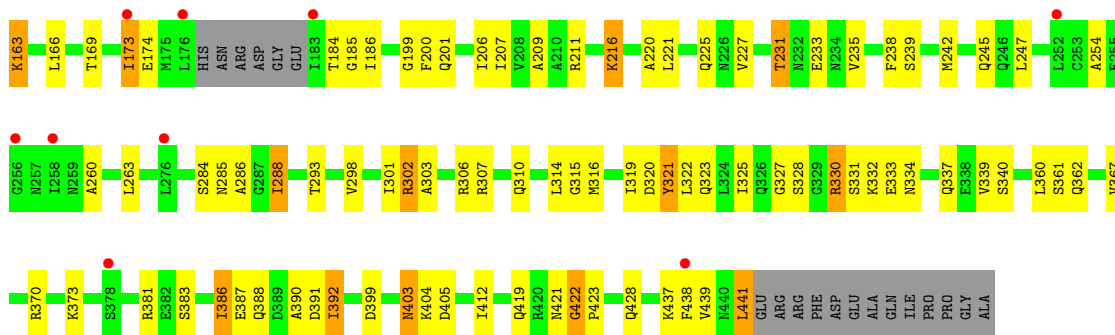 K163 L166 T169 I173 E174 M175 L176 HIS ASN ARG ASP GLY GLU I183 T184 G185 I186 G199 F200 Q201 I206 I207 V208 A209 A210 R211 K216 A220 L221 Q225 N226 V227 T231 N232 E233 N234 V235 F238 S239 M242 Q245 Q246 L247 L252 C253 A254
G256 N257 I258 N259 A260 L263 L276 S284 N285 A286 G287 I288 T293 V298 I301 R302 A303 R306 R307 Q310 L314 G315 M316 I319 D320 Y321 L322 Q323 L324 I325 Q326 G327 S328 G329 R330 S331 K332 E333 N334 Q337 E338 V339 S340 L360 S361 Q362
R370 K373 S378 R381 E382 S383 I386 E387 Q388 D389 A390 D391 I392 D399 N403 K404 D405 I412 Q419 R420 N421 G422 P423 Q428 K437 F438 V439 N440 L441 GLU ARG ARG PHE ASP GLU ALA GLN ILE PRO PRO GLY ALA